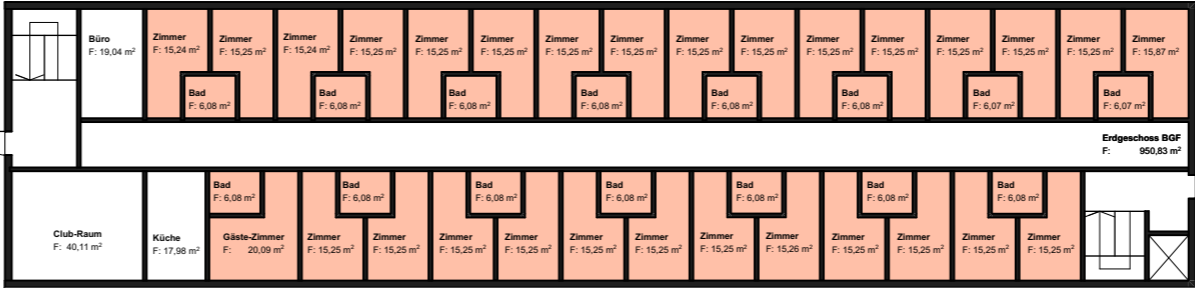 Büro
F: 19,04 m²
Zimmer
F: 15,24 m²
Zimmer
F: 15,25 m²
Zimmer
F: 15,24 m²
Zimmer
F: 15,25 m²
Zimmer
F: 15,25 m²
Zimmer
F: 15,25 m²
Zimmer
F: 15,25 m²
Zimmer
F: 15,25 m²
Zimmer
F: 15,25 m²
Zimmer
F: 15,25 m²
Zimmer
F: 15,25 m²
Zimmer
F: 15,25 m²
Zimmer
F: 15,25 m²
Zimmer
F: 15,25 m²
Zimmer
F: 15,25 m²
Zimmer
F: 15,87 m²
Bad
F: 6,08 m²
Bad
F: 6,08 m²
Bad
F: 6,08 m²
Bad
F: 6,08 m²
Bad
F: 6,08 m²
Bad
F: 6,08 m²
Bad
F: 6,07 m²
Bad
F: 6,07 m²
Erdgeschoss BGF
F: 950,83 m²
Bad
F: 6,08 m²
Bad
F: 6,08 m²
Bad
F: 6,08 m²
Bad
F: 6,08 m²
Bad
F: 6,08 m²
Bad
F: 6,08 m²
Bad
F: 6,08 m²
Club-Raum
F: 40,11 m²
Küche
F: 17,98 m²
Gäste-Zimmer
F: 20,09 m²
Zimmer
F: 15,25 m²
Zimmer
F: 15,25 m²
Zimmer
F: 15,25 m²
Zimmer
F: 15,25 m²
Zimmer
F: 15,25 m²
Zimmer
F: 15,25 m²
Zimmer
F: 15,25 m²
Zimmer
F: 15,26 m²
Zimmer
F: 15,25 m²
Zimmer
F: 15,25 m²
Zimmer
F: 15,25 m²
Zimmer
F: 15,25 m²